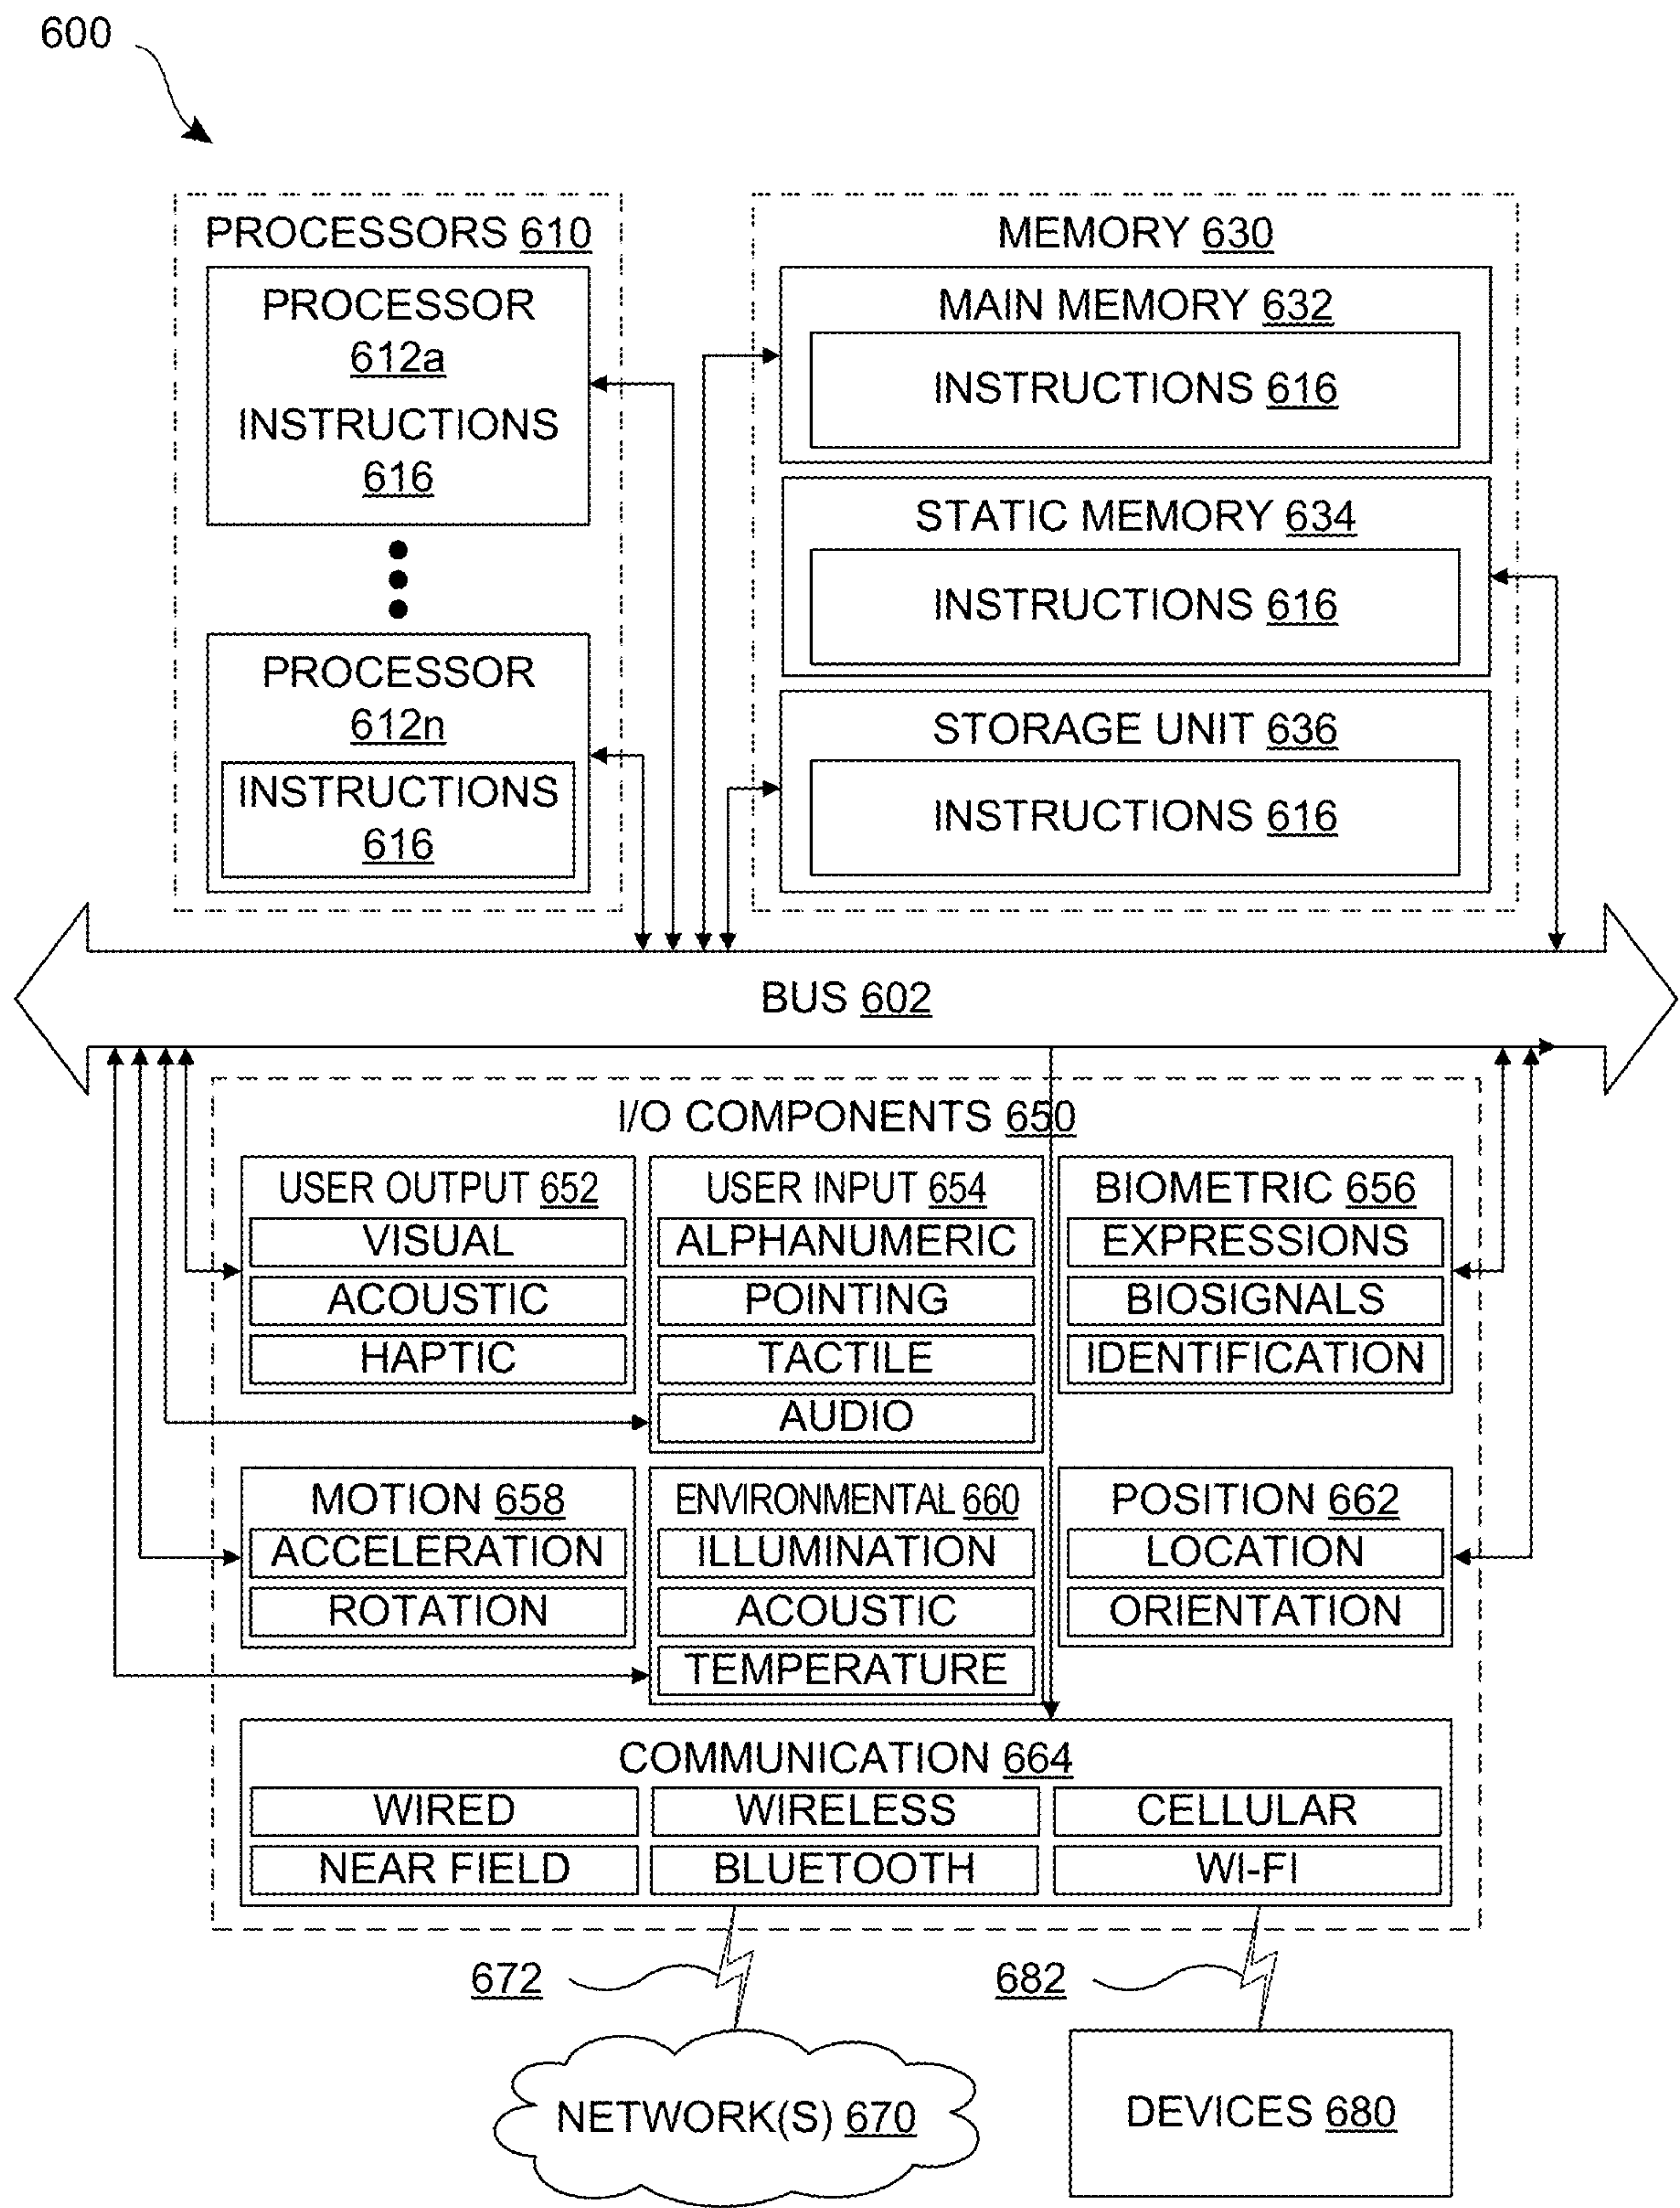 600
PROCESSORS 610
PROCESSOR
612a
INSTRUCTIONS
616
PROCESSOR
612n
INSTRUCTIONS
616
MEMORY 630
MAIN MEMORY 632
INSTRUCTIONS 616
STATIC MEMORY 634
INSTRUCTIONS 616
STORAGE UNIT 636
INSTRUCTIONS 616
BUS 602
I/O COMPONENTS 650
USER OUTPUT 652
VISUAL
ACOUSTIC
HAPTIC
USER INPUT 654
ALPHANUMERIC
POINTING
TACTILE
AUDIO
BIOMETRIC 656
EXPRESSIONS
BIOSIGNALS
IDENTIFICATION
MOTION 658
ACCELERATION
ROTATION
ENVIRONMENTAL 660
ILLUMINATION
ACOUSTIC
TEMPERATURE
POSITION 662
LOCATION
ORIENTATION
COMMUNICATION 664
WIRED
WIRELESS
CELLULAR
NEAR FIELD
BLUETOOTH
WI-FI
672
682
NETWORK(S) 670
DEVICES 680